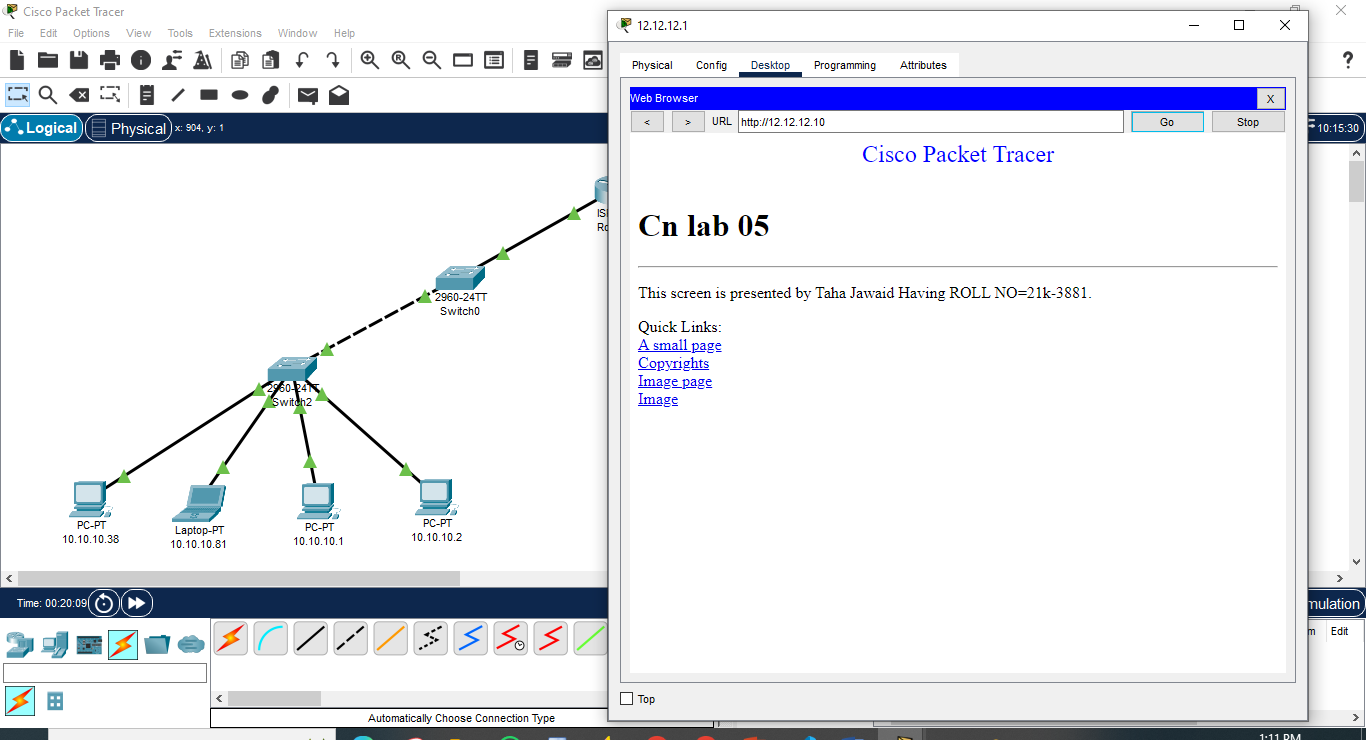 Cisco Packet Tracer
File Edit Options View Tools Extensions Window Help
Logical Physical x: 904, y: 1
10:15:30
2960-24TT
Switch0
2960-24TT
Switch2
PC-PT
10.10.10.38
Laptop-PT
10.10.10.81
PC-PT
10.10.10.1
PC-PT
10.10.10.2
Time: 00:20:09
Automatically Choose Connection Type
12.12.12.1
Physical Config Desktop Programming Attributes
Web Browser X
< > URL http://12.12.12.10 Go Stop
Cisco Packet Tracer
Cn lab 05
This screen is presented by Taha Jawaid Having ROLL NO=21k-3881.
Quick Links:
A small page
Copyrights
Image page
Image
Top
Edit
1:11 PM